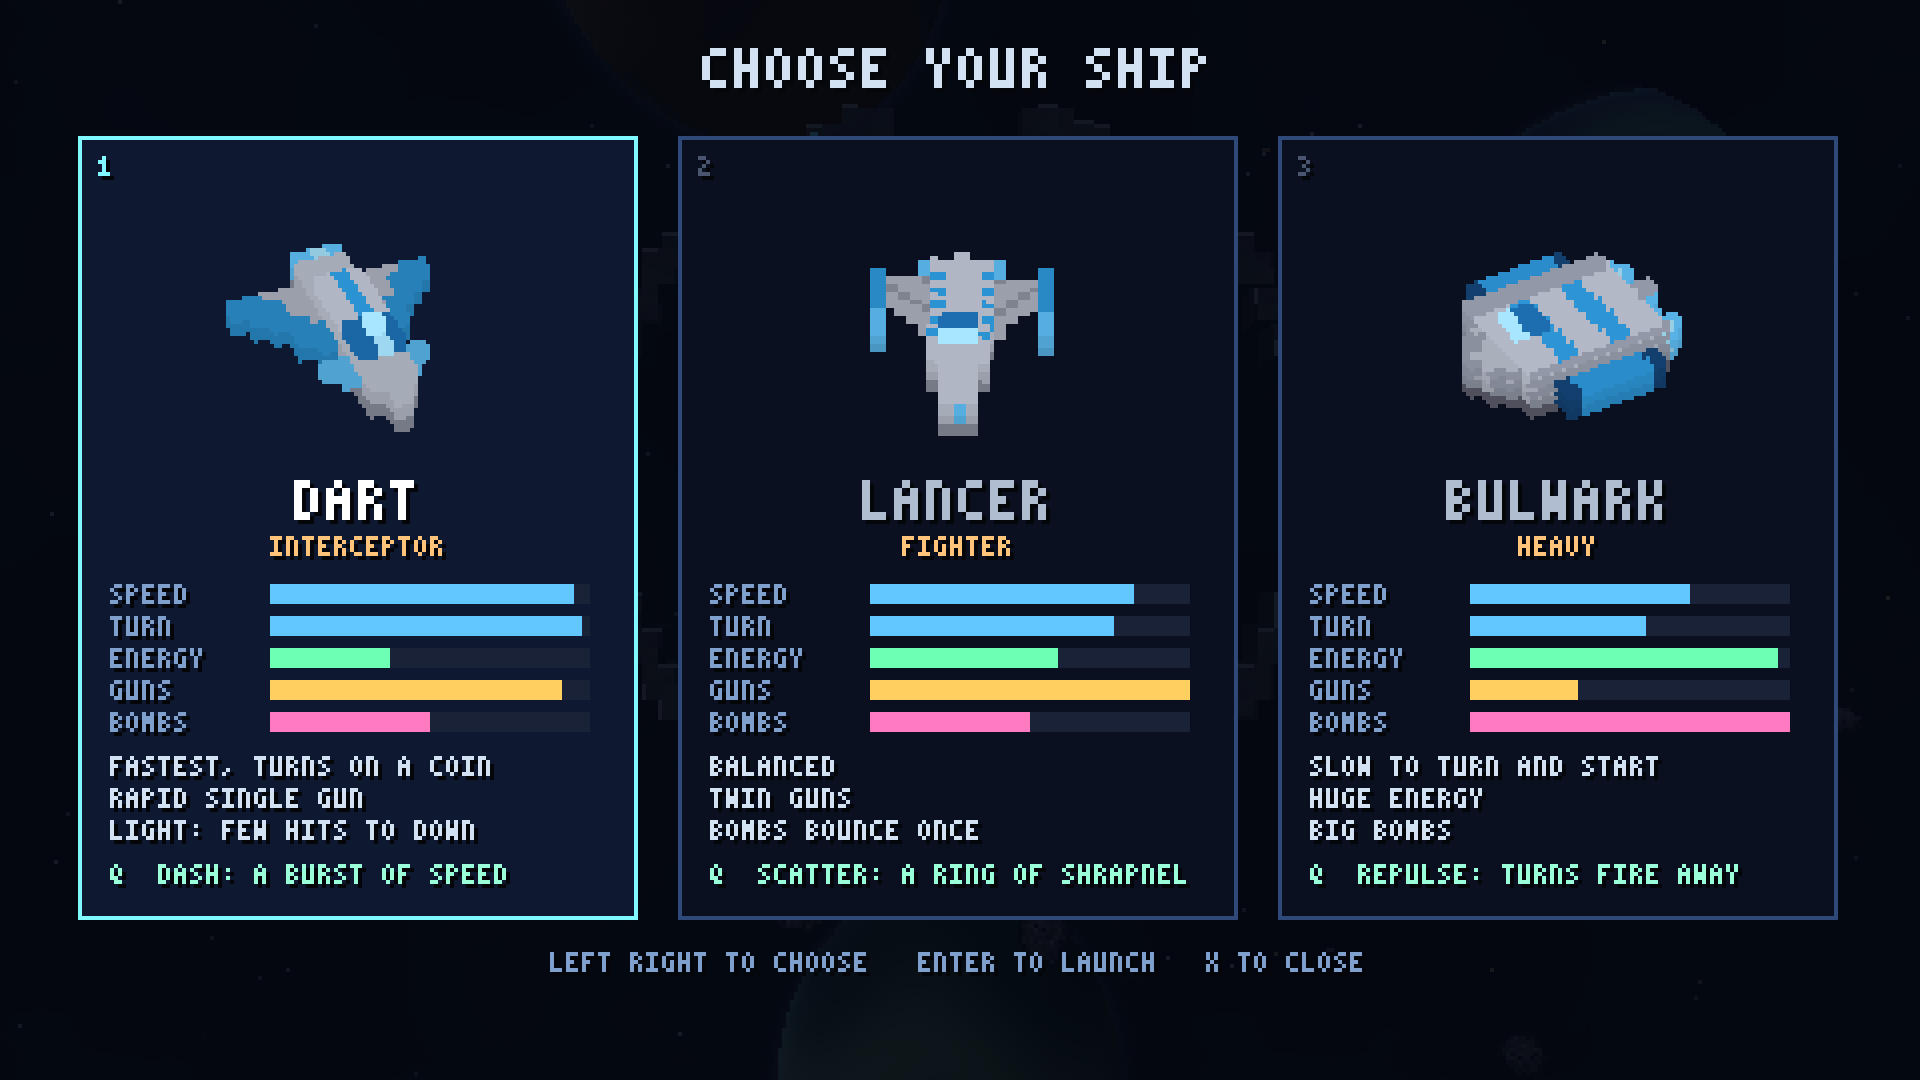 CHOOSE YOUR SHIP
1
DART
INTERCEPTOR
SPEED
TURN
ENERGY
GUNS
BOMBS
FASTEST, TURNS ON A COIN
RAPID SINGLE GUN
LIGHT: FEW HITS TO DOWN
Q DASH: A BURST OF SPEED
2
LANCER
FIGHTER
SPEED
TURN
ENERGY
GUNS
BOMBS
BALANCED
TWIN GUNS
BOMBS BOUNCE ONCE
Q SCATTER: A RING OF SHRAPNEL
3
BULWARK
HEAVY
SPEED
TURN
ENERGY
GUNS
BOMBS
SLOW TO TURN AND START
HUGE ENERGY
BIG BOMBS
Q REPULSE: TURNS FIRE AWAY
LEFT RIGHT TO CHOOSE ENTER TO LAUNCH X TO CLOSE